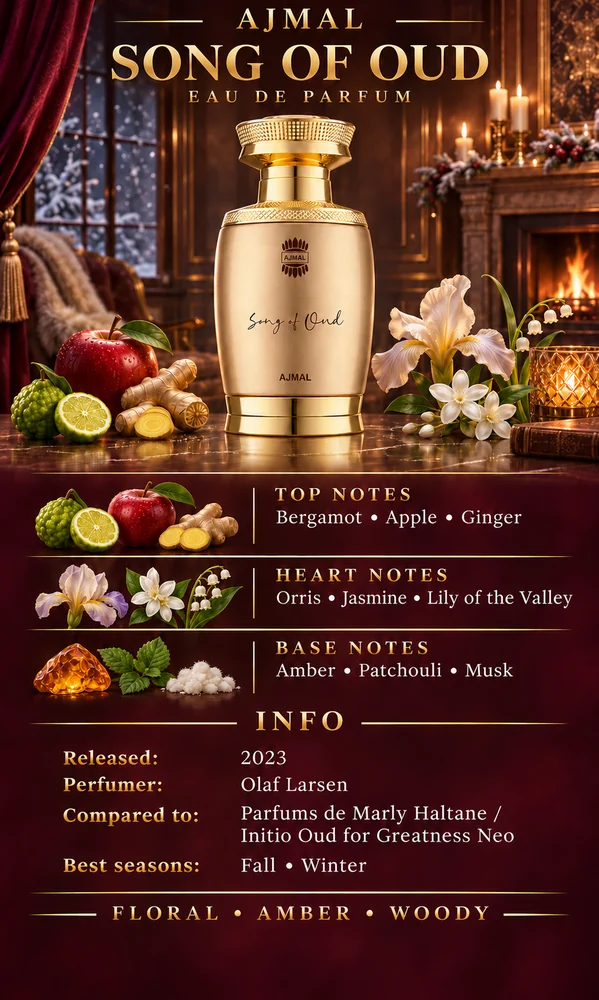 AJMAL
SONG OF OUD
EAU DE PARFUM
AJMAL
Song of Oud
AJMAL
TOP NOTES
Bergamot • Apple • Ginger
HEART NOTES
Orris • Jasmine • Lily of the Valley
BASE NOTES
Amber • Patchouli • Musk
INFO
Released: 2023
Perfumer: Olaf Larsen
Compared to: Parfums de Marly Haltane /
Initio Oud for Greatness Neo
Best seasons: Fall • Winter
FLORAL • AMBER • WOODY